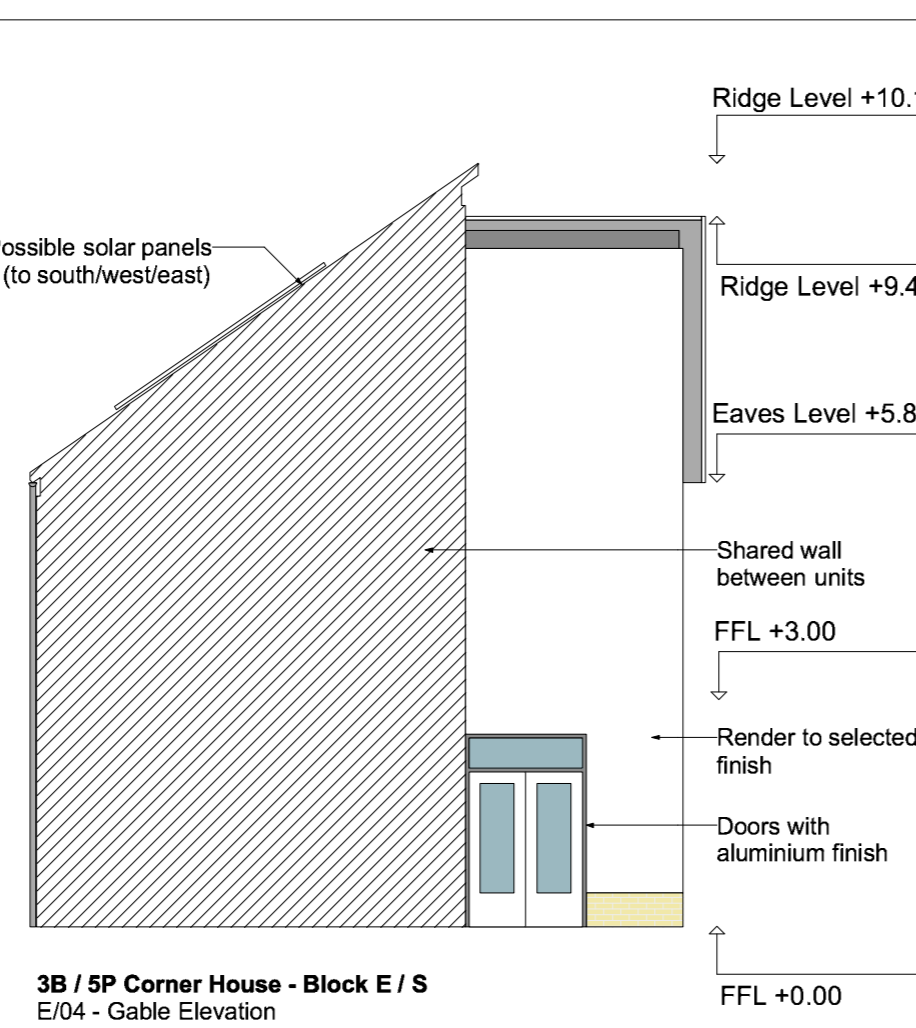 Ridge Level +10.
ossible solar panels
(to south/west/east)
Ridge Level +9.4
Eaves Level +5.8
Shared wall
between units
FFL +3.00
Render to selected
finish
Doors with
aluminium finish
3B / 5P Corner House - Block E / S
E/04 - Gable Elevation
FFL +0.00